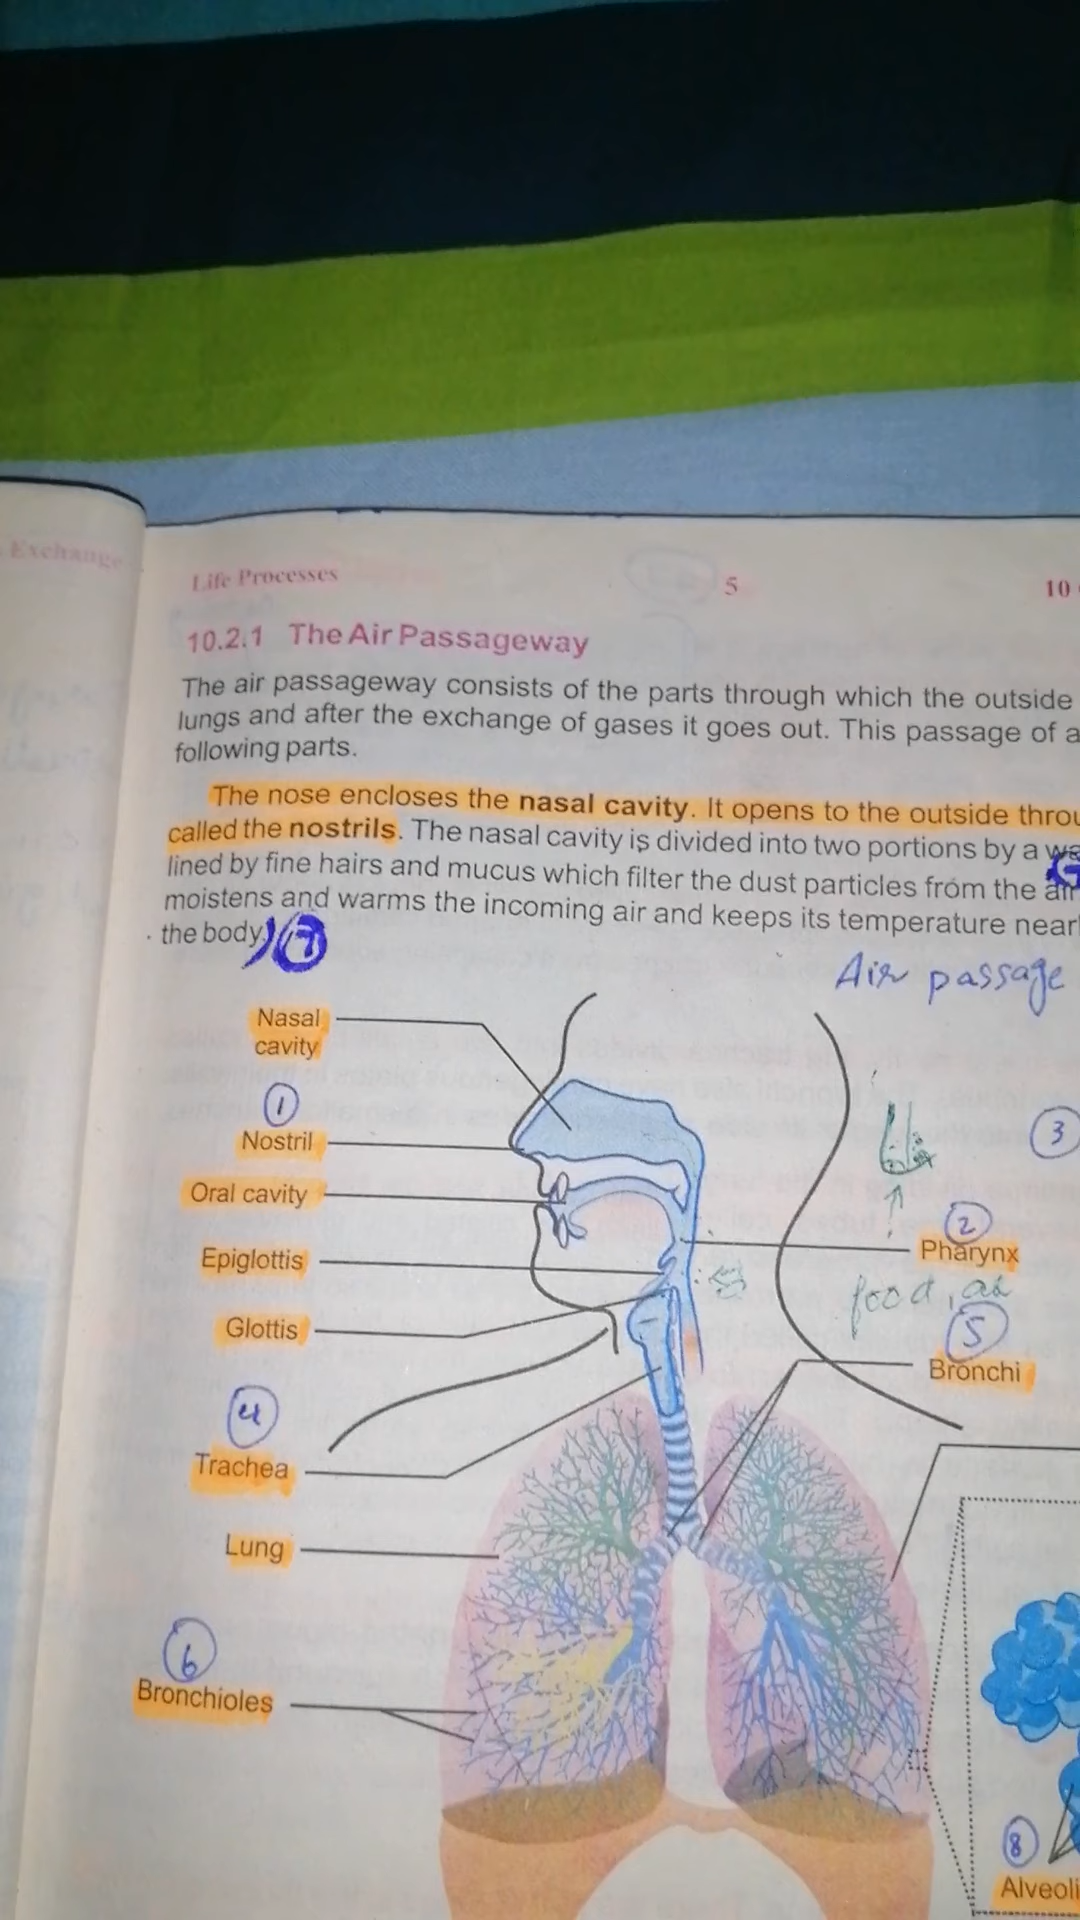 Exchange
Life Processes
5
10
10.2.1 The Air Passageway
The air passageway consists of the parts through which the outside
lungs and after the exchange of gases it goes out. This passage of a
following parts.
The nose encloses the nasal cavity. It opens to the outside throu
called the nostrils. The nasal cavity is divided into two portions by a wa
lined by fine hairs and mucus which filter the dust particles from the air
moistens and warms the incoming air and keeps its temperature near
the body.
7
Air passage
Nasal
cavity
1
Nostril
3
Oral cavity
2
Pharynx
Epiglottis
food, 
5
Glottis
Bronchi
4
Trachea
Lung
6
Bronchioles
8
Alveoli